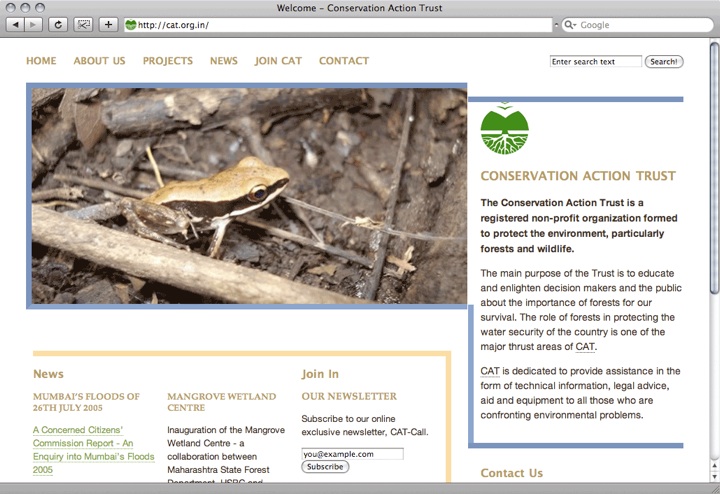 Welcome – Conservation Action Trust
http://cat.org.in/
Google
HOME ABOUT US PROJECTS NEWS JOIN CAT CONTACT
Enter search text Search!
CONSERVATION ACTION TRUST
The Conservation Action Trust is a
registered non-profit organization formed
to protect the environment, particularly
forests and wildlife.
The main purpose of the Trust is to educate
and enlighten decision makers and the public
about the importance of forests for our
survival. The role of forests in protecting the
water security of the country is one of the
major thrust areas of CAT.
CAT is dedicated to provide assistance in the
form of technical information, legal advice,
aid and equipment to all those who are
confronting environmental problems.
Contact Us
News
MUMBAI'S FLOODS OF
26TH JULY 2005
A Concerned Citizens'
Commission Report - An
Enquiry into Mumbai's Floods
2005
MANGROVE WETLAND
CENTRE
Inauguration of the Mangrove
Wetland Centre - a
collaboration between
Maharashtra State Forest
Department, HSBC and
Join In
OUR NEWSLETTER
Subscribe to our online
exclusive newsletter, CAT-Call.
you@example.com
Subscribe